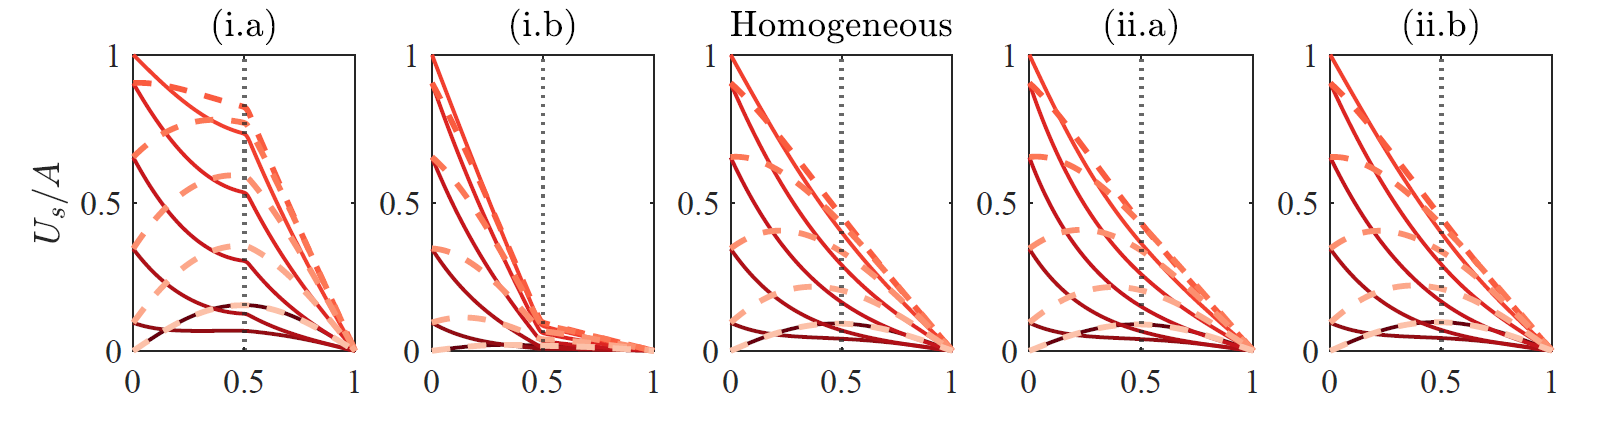 (i.a) (i.b) Homogeneous (ii.a) (ii.b)
1 1 1 1 1
U_s/A 0.5 0.5 0.5 0.5 0.5
0 0 0 0 0
0 0.5 1 0 0.5 1 0 0.5 1 0 0.5 1 0 0.5 1